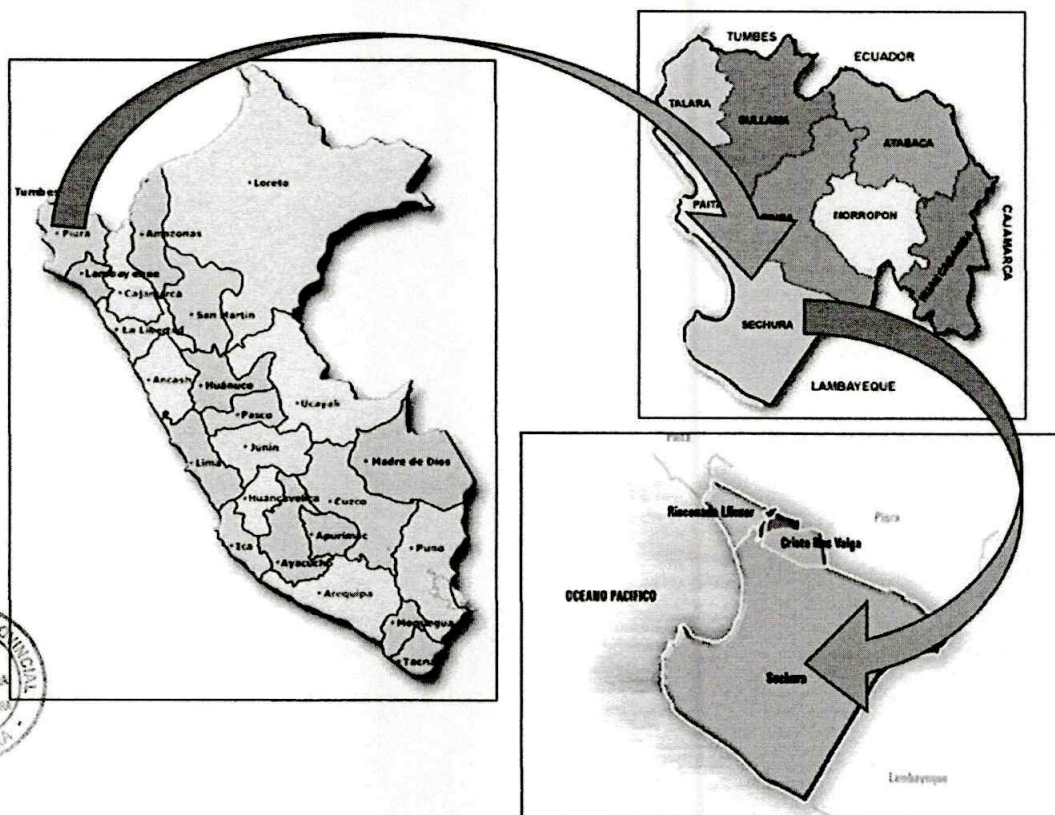 Tumbes
Loreto
Piura
Amazonas
Lambayeque
Cajamarca
San Martin
La Libertad
Ancash
Huánuco
Ucayali
Pasco
Junin
Lima
Madre de Dios
Huancavelica
Cuzco
Ica
Apurimac
Puno
Ayacucho
Arequipa
Moquegua
Tacna
TUMBES
ECUADOR
TALARA
SULLANA
AYABACA
PAITA
MORROPON
CAJAMARCA
SECHURA
LAMBAYEQUE
Paita
Rinconada Llicuar
Cristo Nos Valga
Piura
OCEANO PACIFICO
Sechura
Lambayeque